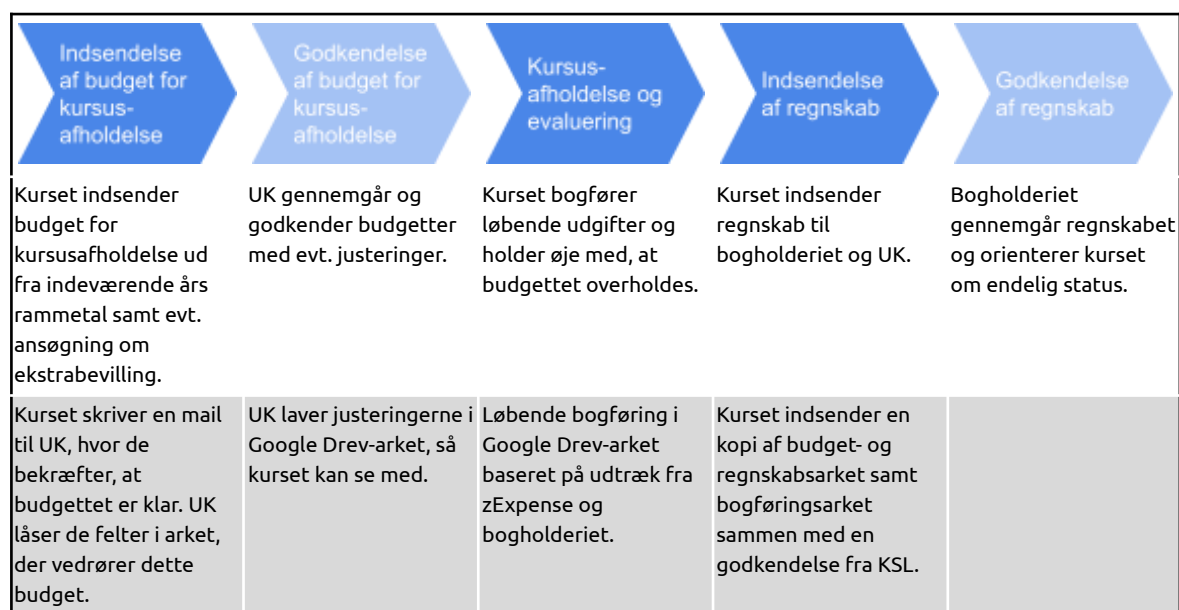 Indsendelse
af budget for
kursus-
afholdelse
Godkendelse
af budget for
kursus-
afholdelse
Kursus-
afholdelse og
evaluering
Indsendelse
af regnskab
Godkendelse
af regnskab
Kurset indsender
budget for
kursusafholdelse ud
fra indeværende års
rammetal samt evt.
ansøgning om
ekstrabevilling.
UK gennemgår og
godkender budgetter
med evt. justeringer.
Kurset bogfører
løbende udgifter og
holder øje med, at
budgettet overholdes.
Kurset indsender
regnskab til
bogholderiet og UK.
Bogholderiet
gennemgår regnskabet
og orienterer kurset
om endelig status.
Kurset skriver en mail
til UK, hvor de
bekræfter, at
budgettet er klar. UK
låser de felter i arket,
der vedrører dette
budget.
UK laver justeringerne i
Google Drev-arket, så
kurset kan se med.
Løbende bogføring i
Google Drev-arket
baseret på udtræk fra
zExpense og
bogholderiet.
Kurset indsender en
kopi af budget- og
regnskabsarket samt
bogføringsarket
sammen med en
godkendelse fra KSL.